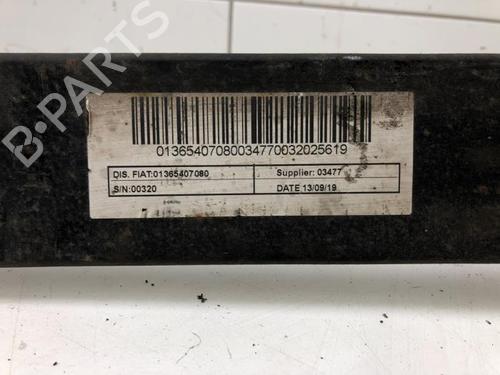 B-PARTS
01365407080034770032025619
DIS. FIAT:01365407080 Supplier: 03477
S/N:00320 DATE 13/09/19